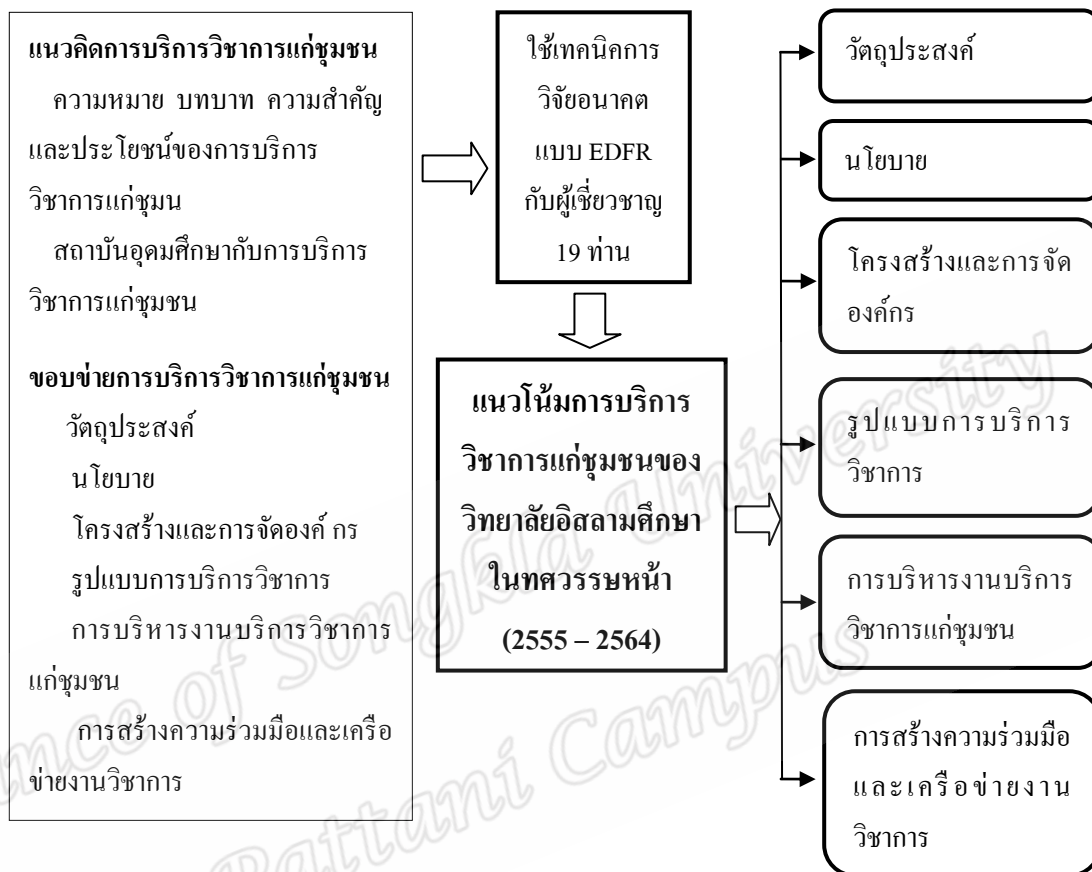 แนวคิดการบริการวิชาการแก่ชุมชน
ความหมาย บทบาท ความสำคัญ
และประโยชน์ของการบริการ
วิชาการแก่ชุมน
สถาบันอุดมศึกษากับการบริการ
วิชาการแก่ชุมชน
ขอบข่ายการบริการวิชาการแก่ชุมชน
วัตถุประสงค์
นโยบาย
โครงสร้างและการจัดองค์ กร
รูปแบบการบริการวิชาการ
การบริหารงานบริการวิชาการ
แก่ชุมชน
การสร้างความร่วมมือและเครือ
ข่ายงานวิชาการ
ใช้เทคนิคการ
วิจัยอนาคต
แบบ EDFR
กับผู้เชี่ยวชาญ
19 ท่าน
แนวโน้มการบริการ
วิชาการแก่ชุมชนของ
วิทยาลัยอิสลามศึกษา
ในทศวรรษหน้า
(2555 – 2564)
วัตถุประสงค์
นโยบาย
โครงสร้างและการจัด
องค์กร
รูปแบบการบริการ
วิชาการ
การบริหารงานบริการ
วิชาการแก่ชุมชน
การสร้างความร่วมมือ
และเครือข่ายงาน
วิชาการ
nce of Songkla University
Pattani Campus